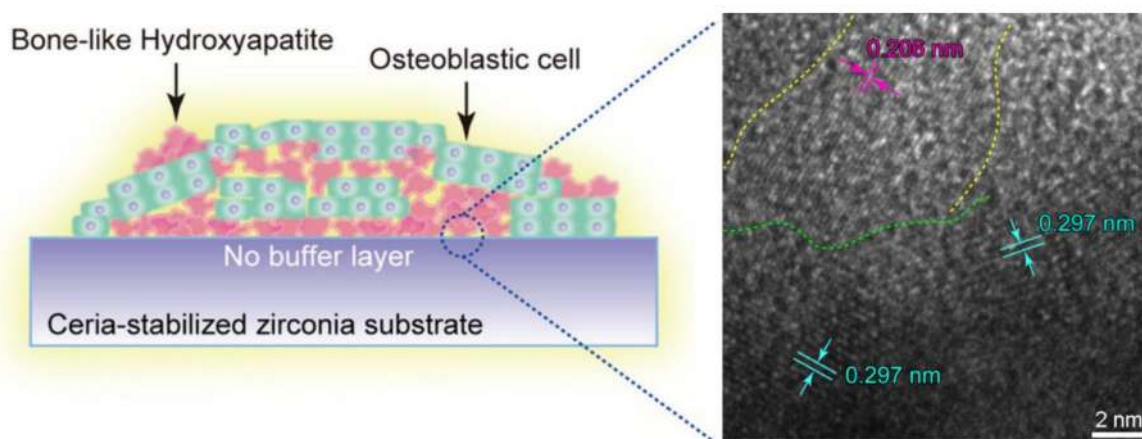 Bone-like Hydroxyapatite
Osteoblastic cell
No buffer layer
Ceria-stabilized zirconia substrate
0.208 nm
0.297 nm
0.297 nm
2 nm